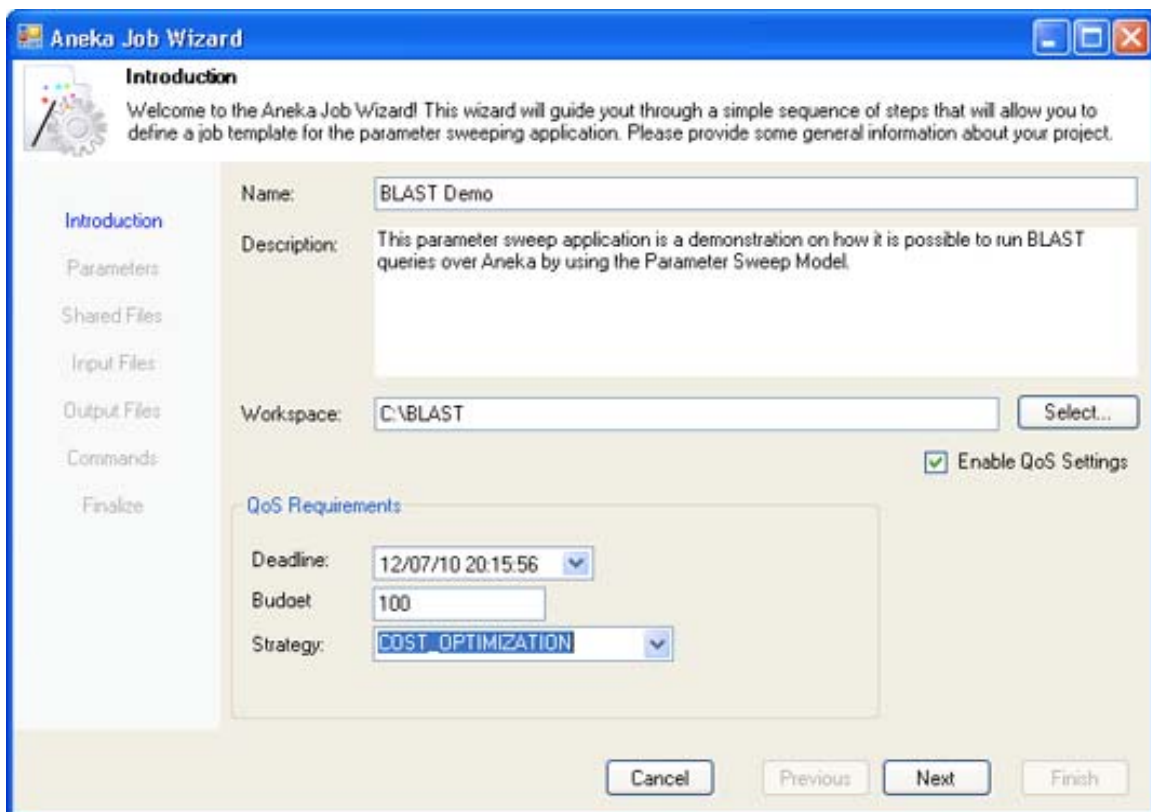 Aneka Job Wizard
Introduction
Welcome to the Aneka Job Wizard! This wizard will guide yout through a simple sequence of steps that will allow you to
define a job template for the parameter sweeping application. Please provide some general information about your project.
Introduction
Parameters
Shared Files
Input Files
Output Files
Commands
Finalize
Name:
BLAST Demo
Description:
This parameter sweep application is a demonstration on how it is possible to run BLAST
queries over Aneka by using the Parameter Sweep Model.
Workspace:
C:\BLAST
Select...
Enable QoS Settings
QoS Requirements
Deadline:
12/07/10 20:15:56
Budget
100
Strategy:
COST_OPTIMIZATION
Cancel
Previous
Next
Finish